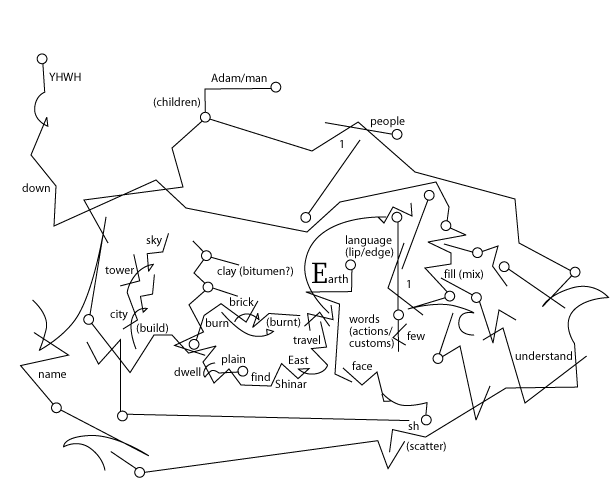 YHWH
Adam/man
(children)
people
1
down
sky
language
(lip/edge)
tower
clay (bitumen?)
Earth
fill (mix)
1
brick
city
(build)
burn
(burnt)
words
(actions/
customs)
few
travel
understand
name
dwell
plain
find
East
Shinar
face
sh
(scatter)